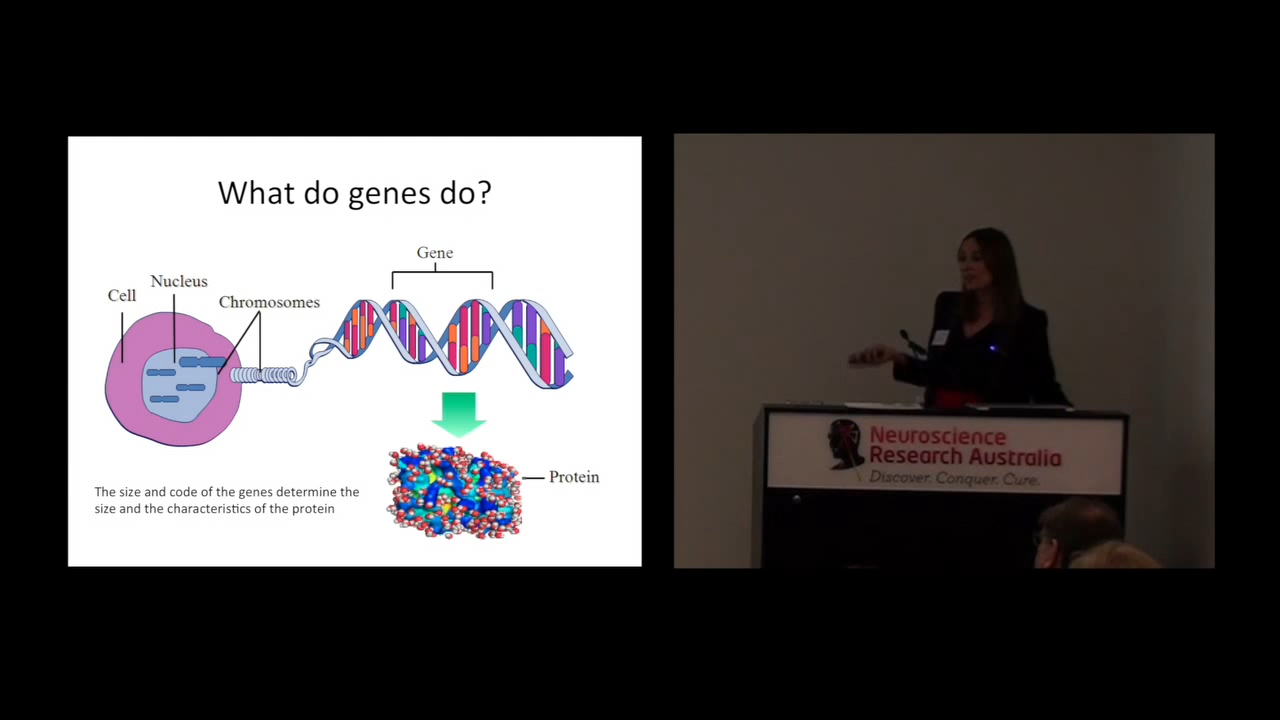 What do genes do?
Gene
Nucleus
Cell
Chromosomes
Protein
The size and code of the genes determine the
size and the characteristics of the protein
Neuroscience
Research Australia
Discover. Conquer. Cure.